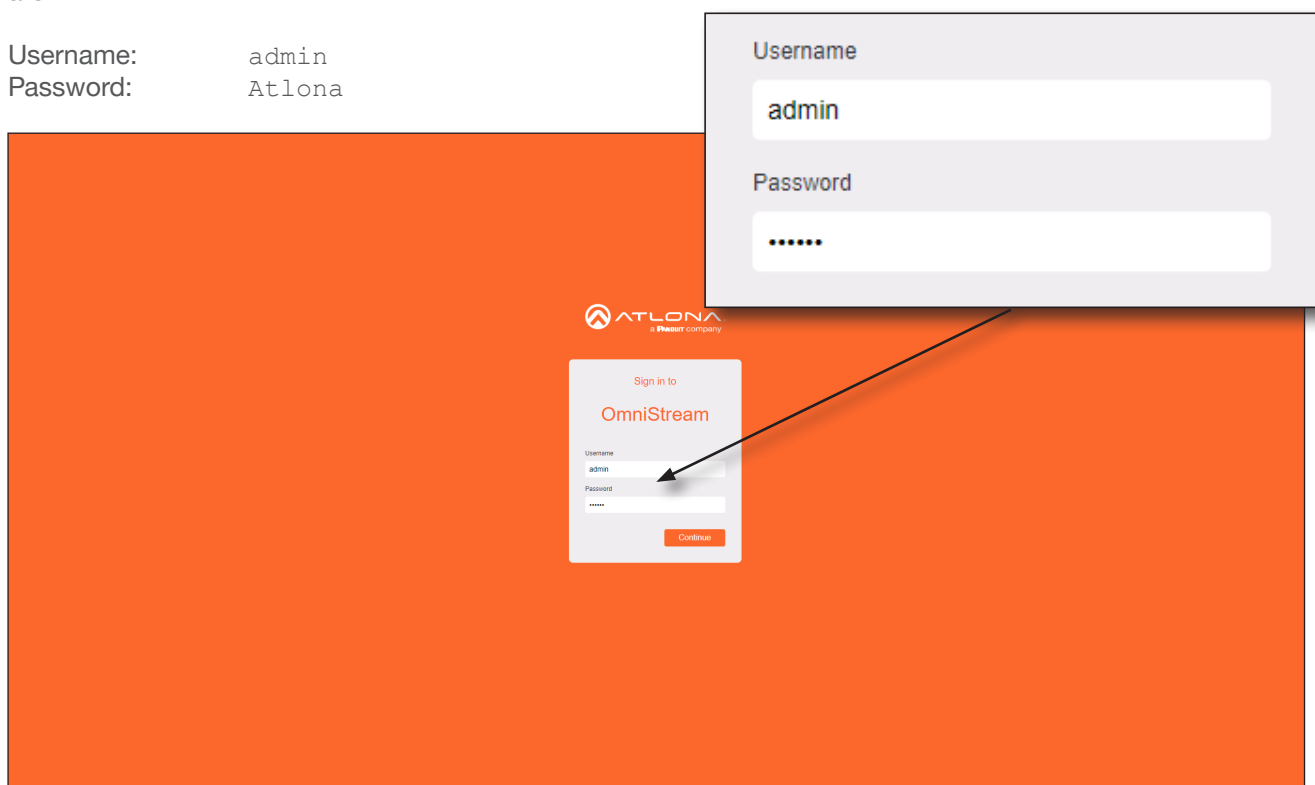 Username: admin
Password: Atlona
Username
admin
Password
••••••
ATLONA
a PANDUIT company
Sign in to
OmniStream
Username
admin
Password
••••••
Continue